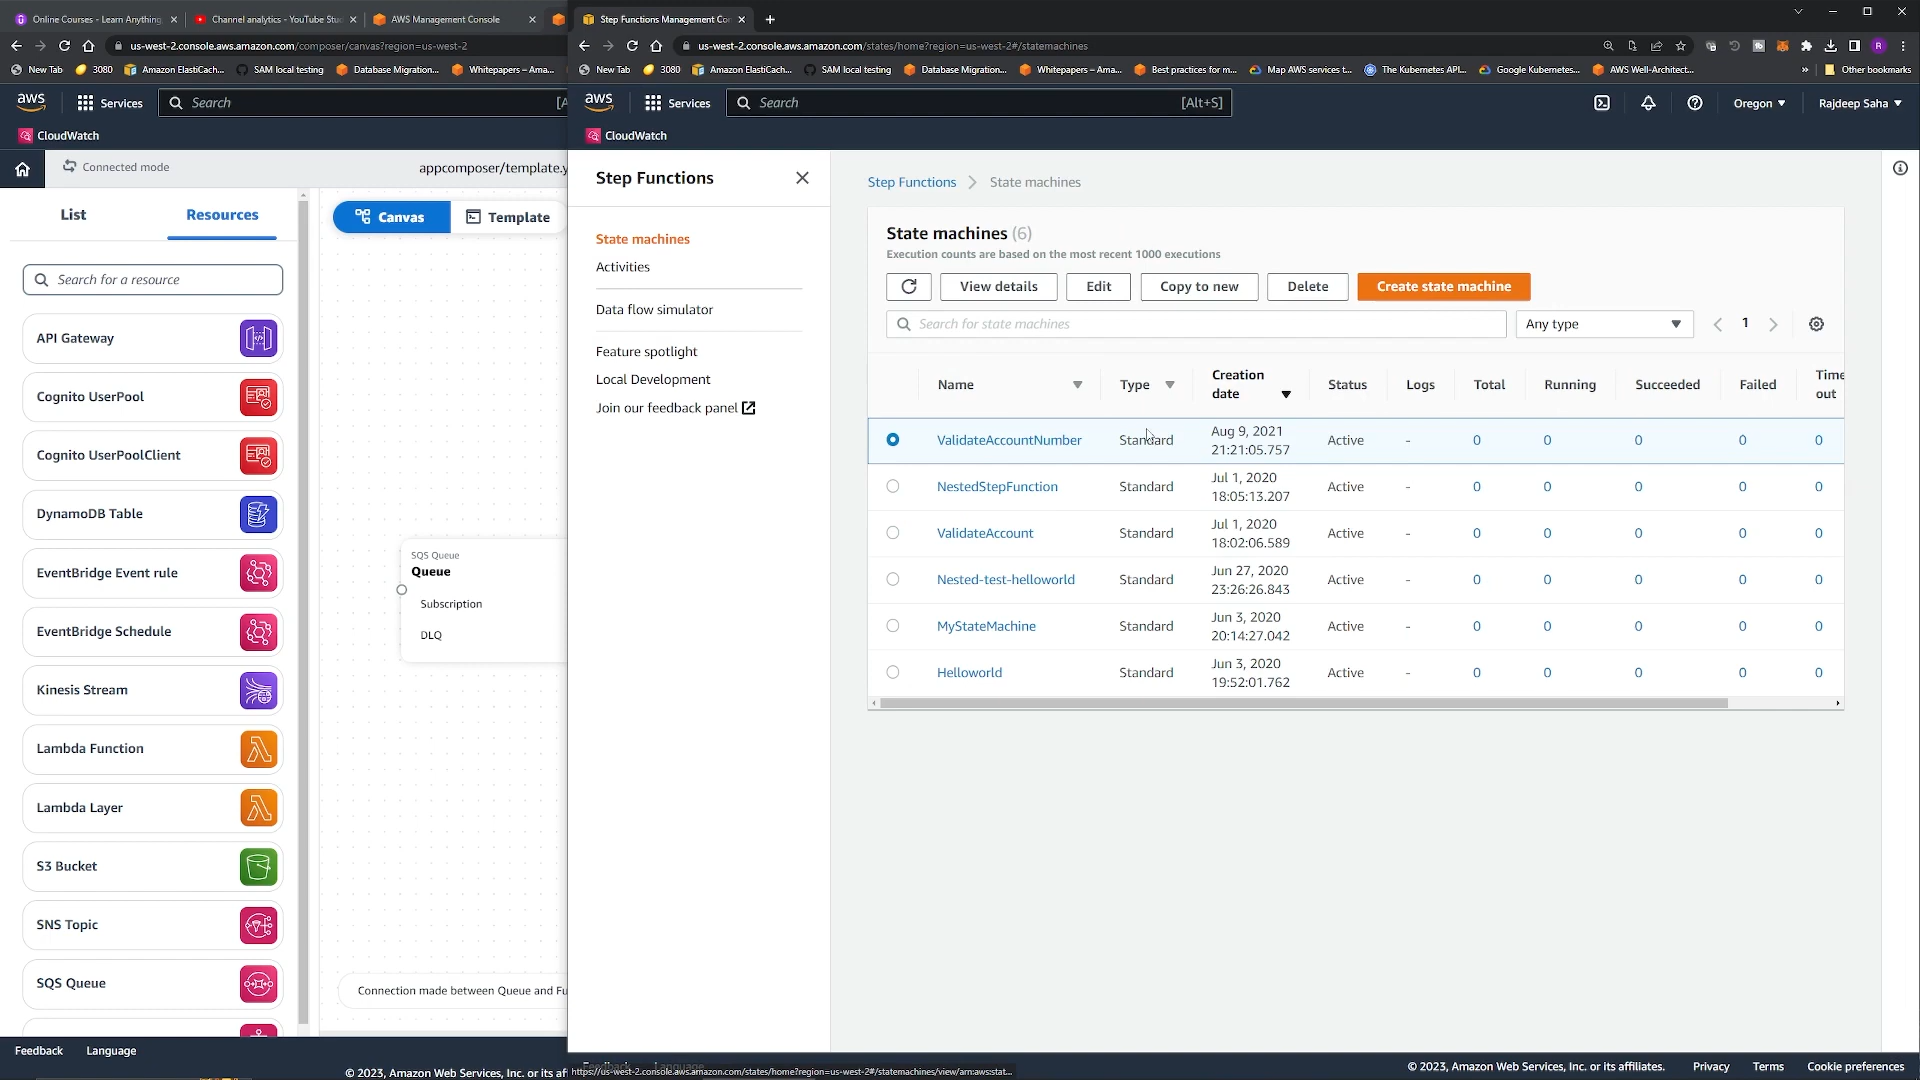 Online Courses - Learn Anything
Channel analytics - YouTube Stu
AWS Management Console
us-west-2.console.aws.amazon.com/composer/canvas?region=us-west-2
New Tab
3080
Amazon ElastiCach...
SAM local testing
Database Migration...
Whitepapers – Ama...
aws
Services
Search
CloudWatch
Connected mode
appcomposer/template.y
List
Resources
Canvas
Template
Search for a resource
API Gateway
Cognito UserPool
Cognito UserPoolClient
DynamoDB Table
EventBridge Event rule
EventBridge Schedule
Kinesis Stream
Lambda Function
Lambda Layer
S3 Bucket
SNS Topic
SQS Queue
SQS Queue
Queue
Subscription
DLQ
Connection made between Queue and Fu
Feedback
Language
© 2023, Amazon Web Services, Inc. or its af
Step Functions Management Con
us-west-2.console.aws.amazon.com/states/home?region=us-west-2#/statemachines
R
New Tab
3080
Amazon ElastiCach...
SAM local testing
Database Migration...
Whitepapers – Ama...
Best practices for m...
Map AWS services t...
The Kubernetes API...
Google Kubernetes...
AWS Well-Architect...
»
Other bookmarks
aws
Services
Search
[Alt+S]
Oregon
Rajdeep Saha
CloudWatch
Step Functions
State machines
Activities
Data flow simulator
Feature spotlight
Local Development
Join our feedback panel
Step Functions > State machines
State machines (6)
Execution counts are based on the most recent 1000 executions
View details
Edit
Copy to new
Delete
Create state machine
Search for state machines
Any type
1
Name Type Creation date Status Logs Total Running Succeeded Failed Time out
ValidateAccountNumber Standard Aug 9, 2021 21:21:05.757 Active - 0 0 0 0 0
NestedStepFunction Standard Jul 1, 2020 18:05:13.207 Active - 0 0 0 0 0
ValidateAccount Standard Jul 1, 2020 18:02:06.589 Active - 0 0 0 0 0
Nested-test-helloworld Standard Jun 27, 2020 23:26:26.843 Active - 0 0 0 0 0
MyStateMachine Standard Jun 3, 2020 20:14:27.042 Active - 0 0 0 0 0
Helloworld Standard Jun 3, 2020 19:52:01.762 Active - 0 0 0 0 0
https://us-west-2.console.aws.amazon.com/states/home?region=us-west-2#/statemachines/view/arn:aws:stat...
© 2023, Amazon Web Services, Inc. or its affiliates.
Privacy
Terms
Cookie preferences